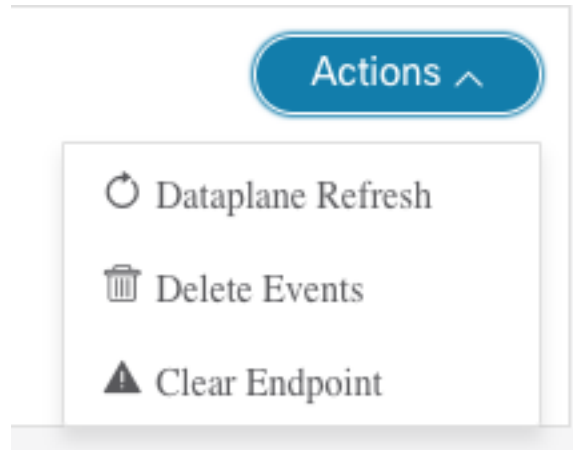 Actions
Dataplane Refresh
Delete Events
Clear Endpoint